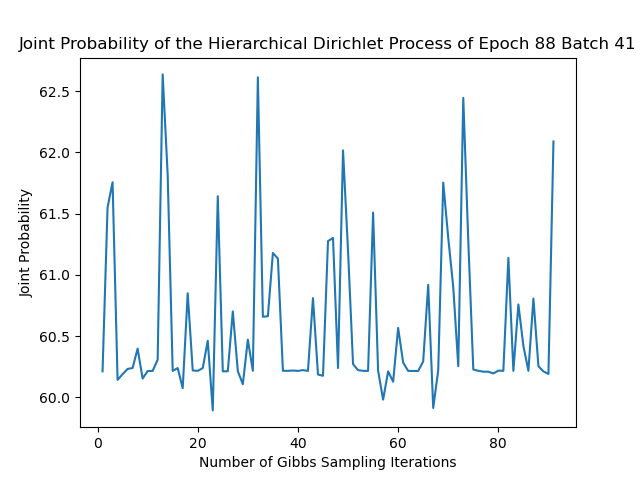 Joint Probability of the Hierarchical Dirichlet Process of Epoch 88 Batch 41
62.5
62.0
61.5
61.0
60.5
60.0
Joint Probability
0 20 40 60 80
Number of Gibbs Sampling Iterations